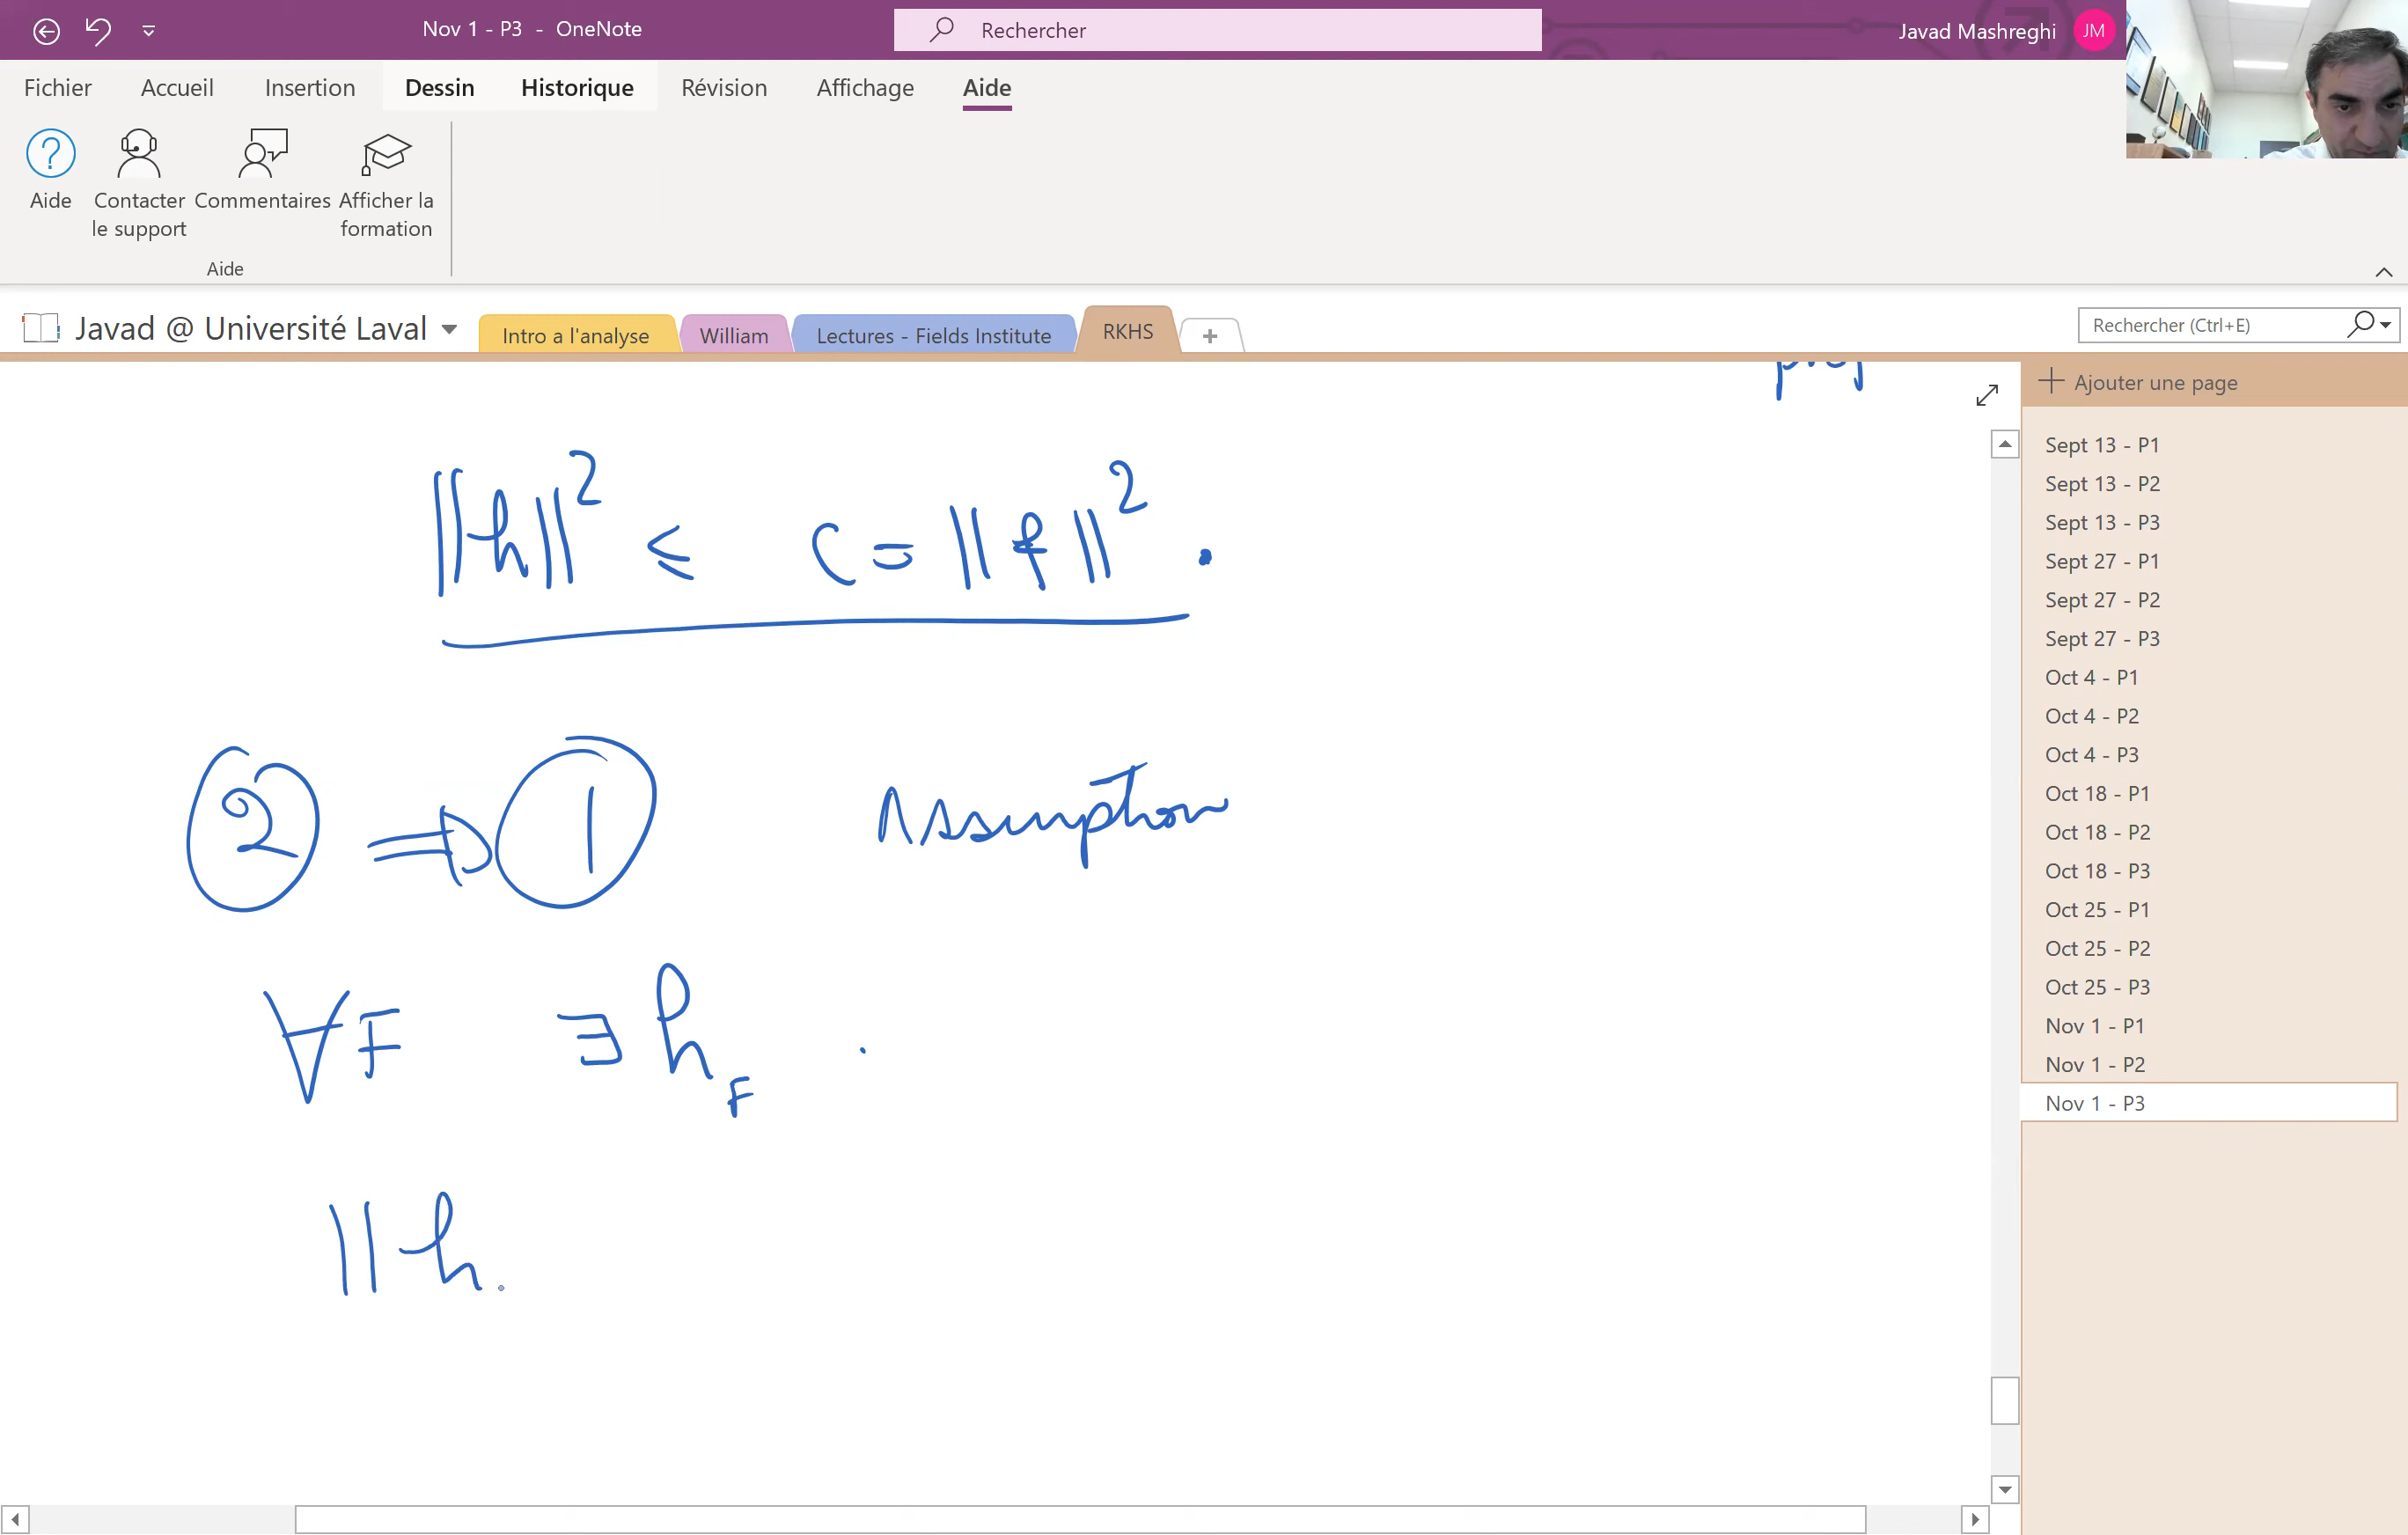 Nov 1 - P3 - OneNote
Rechercher
Javad Mashreghi JM
Fichier Accueil Insertion Dessin Historique Révision Affichage Aide
Aide
Contacter le support
Commentaires
Afficher la formation
Aide
Javad @ Université Laval
Intro a l'analyse
William
Lectures - Fields Institute
RKHS
Rechercher (Ctrl+E)
Ajouter une page
‖h‖² ≤ C = ‖f‖² .
② ⇒ ① Assumption
∀F ∃ h_F .
‖h
Sept 13 - P1
Sept 13 - P2
Sept 13 - P3
Sept 27 - P1
Sept 27 - P2
Sept 27 - P3
Oct 4 - P1
Oct 4 - P2
Oct 4 - P3
Oct 18 - P1
Oct 18 - P2
Oct 18 - P3
Oct 25 - P1
Oct 25 - P2
Oct 25 - P3
Nov 1 - P1
Nov 1 - P2
Nov 1 - P3